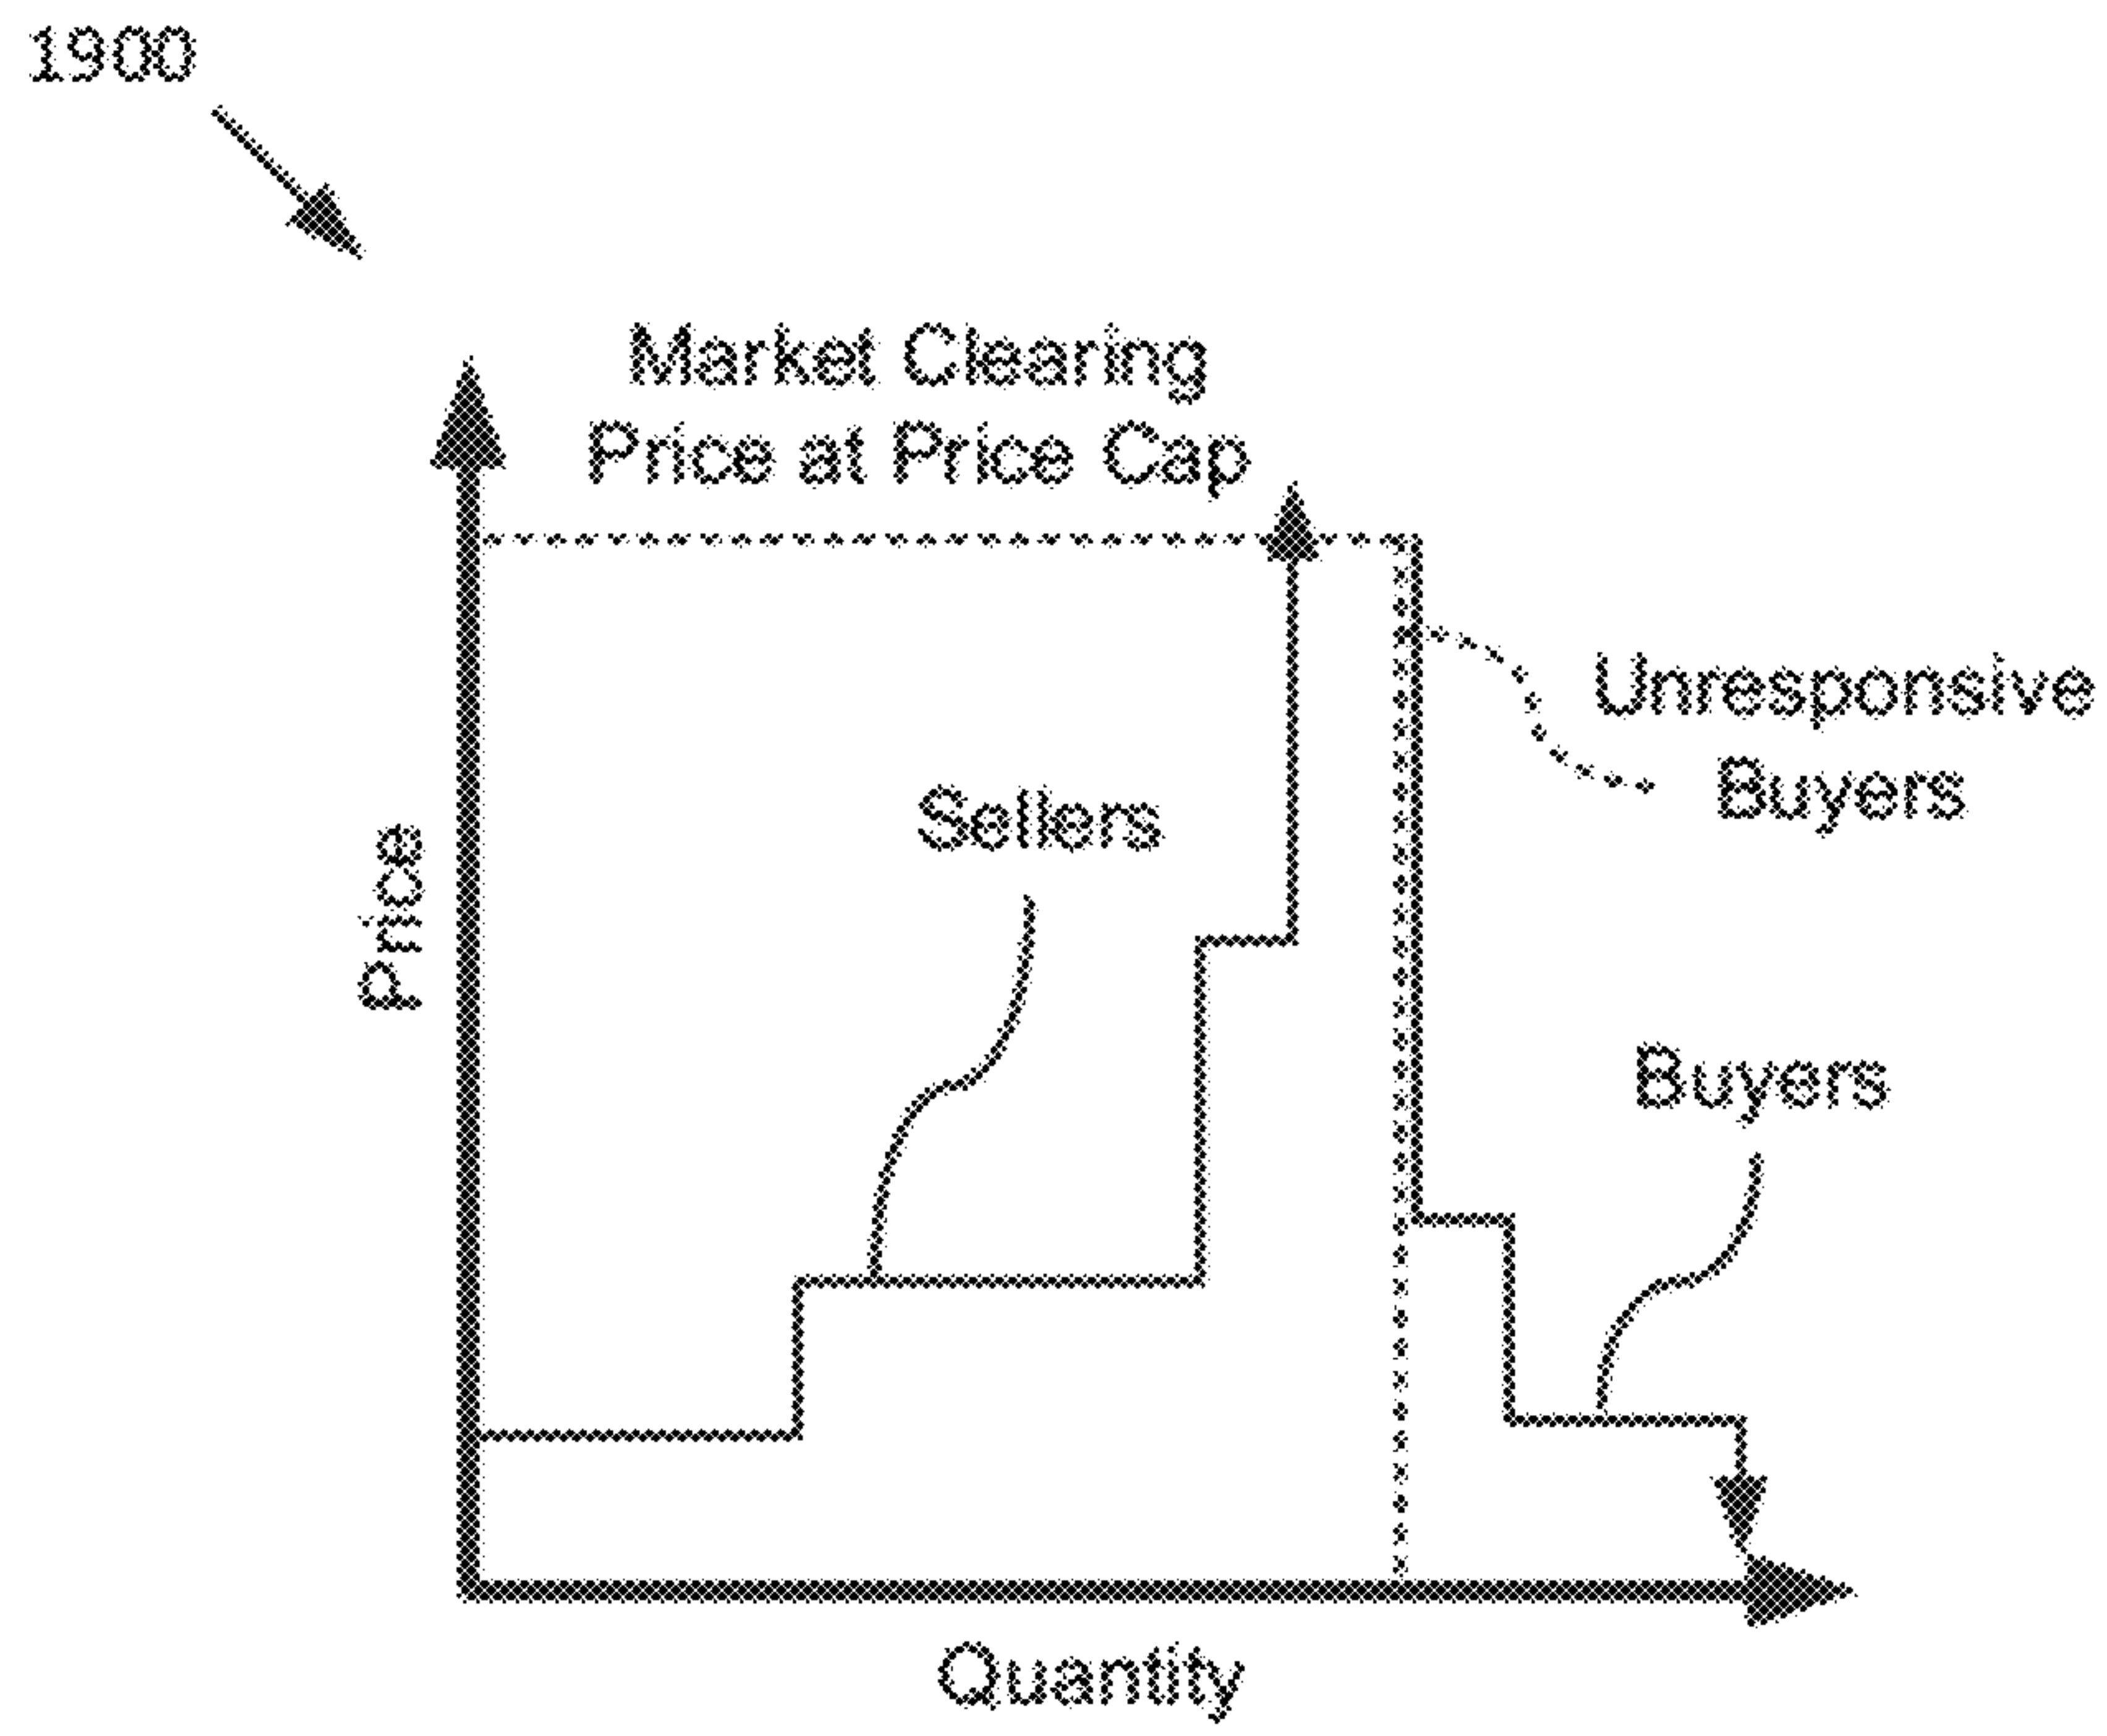 1900
Market Clearing
Price at Price Cap
Unresponsive
Buyers
Sellers
Price
Buyers
Quantity